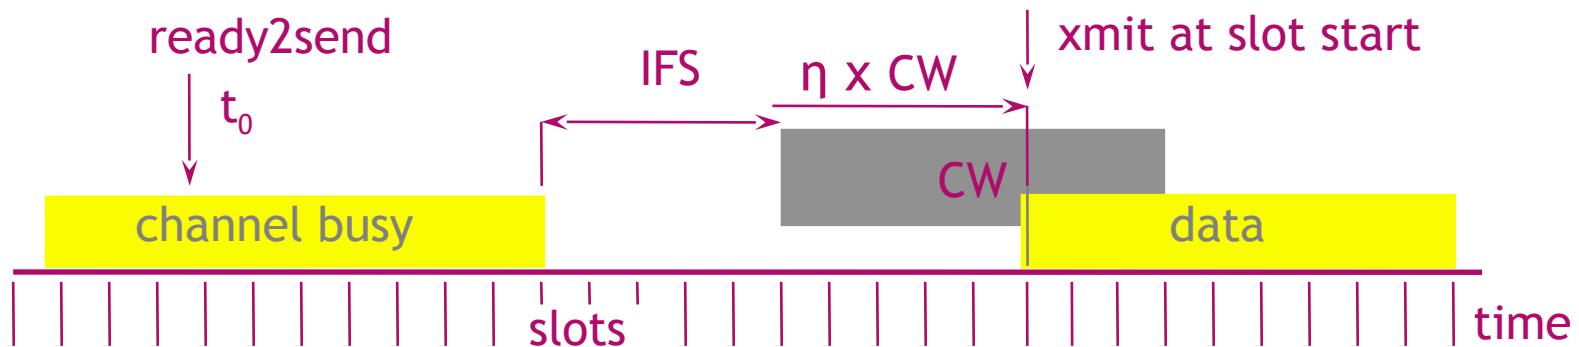 ready2send
t₀
IFS
η x CW
xmit at slot start
CW
channel busy
data
slots
time